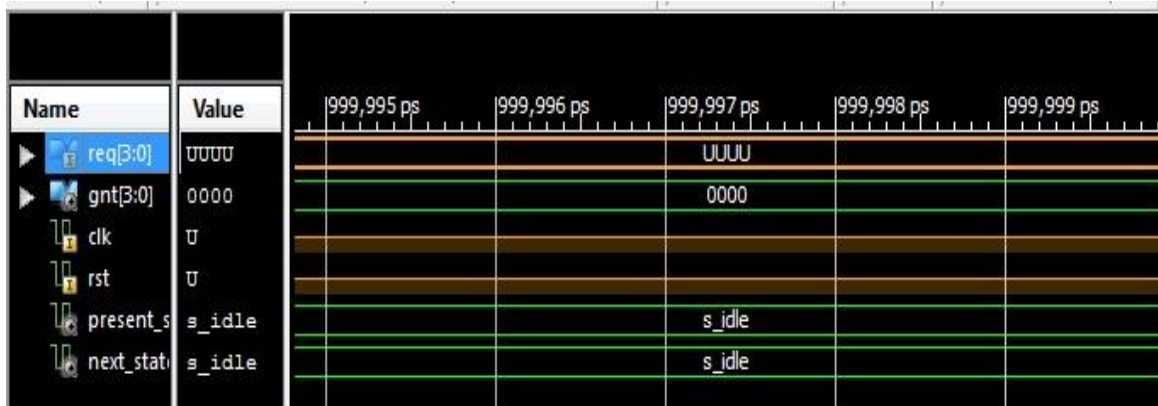 Name Value 999,995 ps 999,996 ps 999,997 ps 999,998 ps 999,999 ps
req[3:0] UUUU UUUU
gnt[3:0] 0000 0000
clk U
rst U
present_s s_idle s_idle
next_stat s_idle s_idle